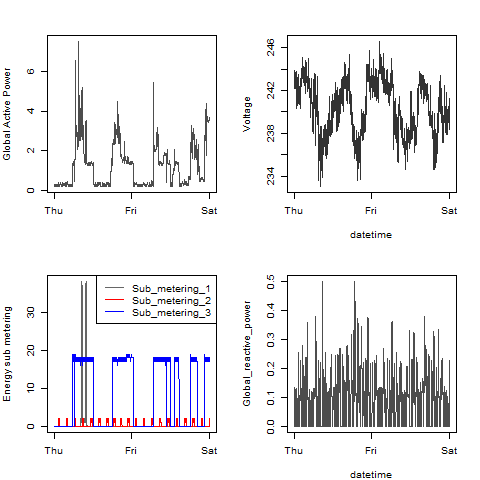 Global Active Power
6
4
2
0
Thu Fri Sat
Voltage
246
242
238
234
Thu Fri Sat
datetime
Energy sub metering
30
20
10
0
Sub_metering_1
Sub_metering_2
Sub_metering_3
Thu Fri Sat
Global_reactive_power
0.5
0.4
0.3
0.2
0.1
0.0
Thu Fri Sat
datetime